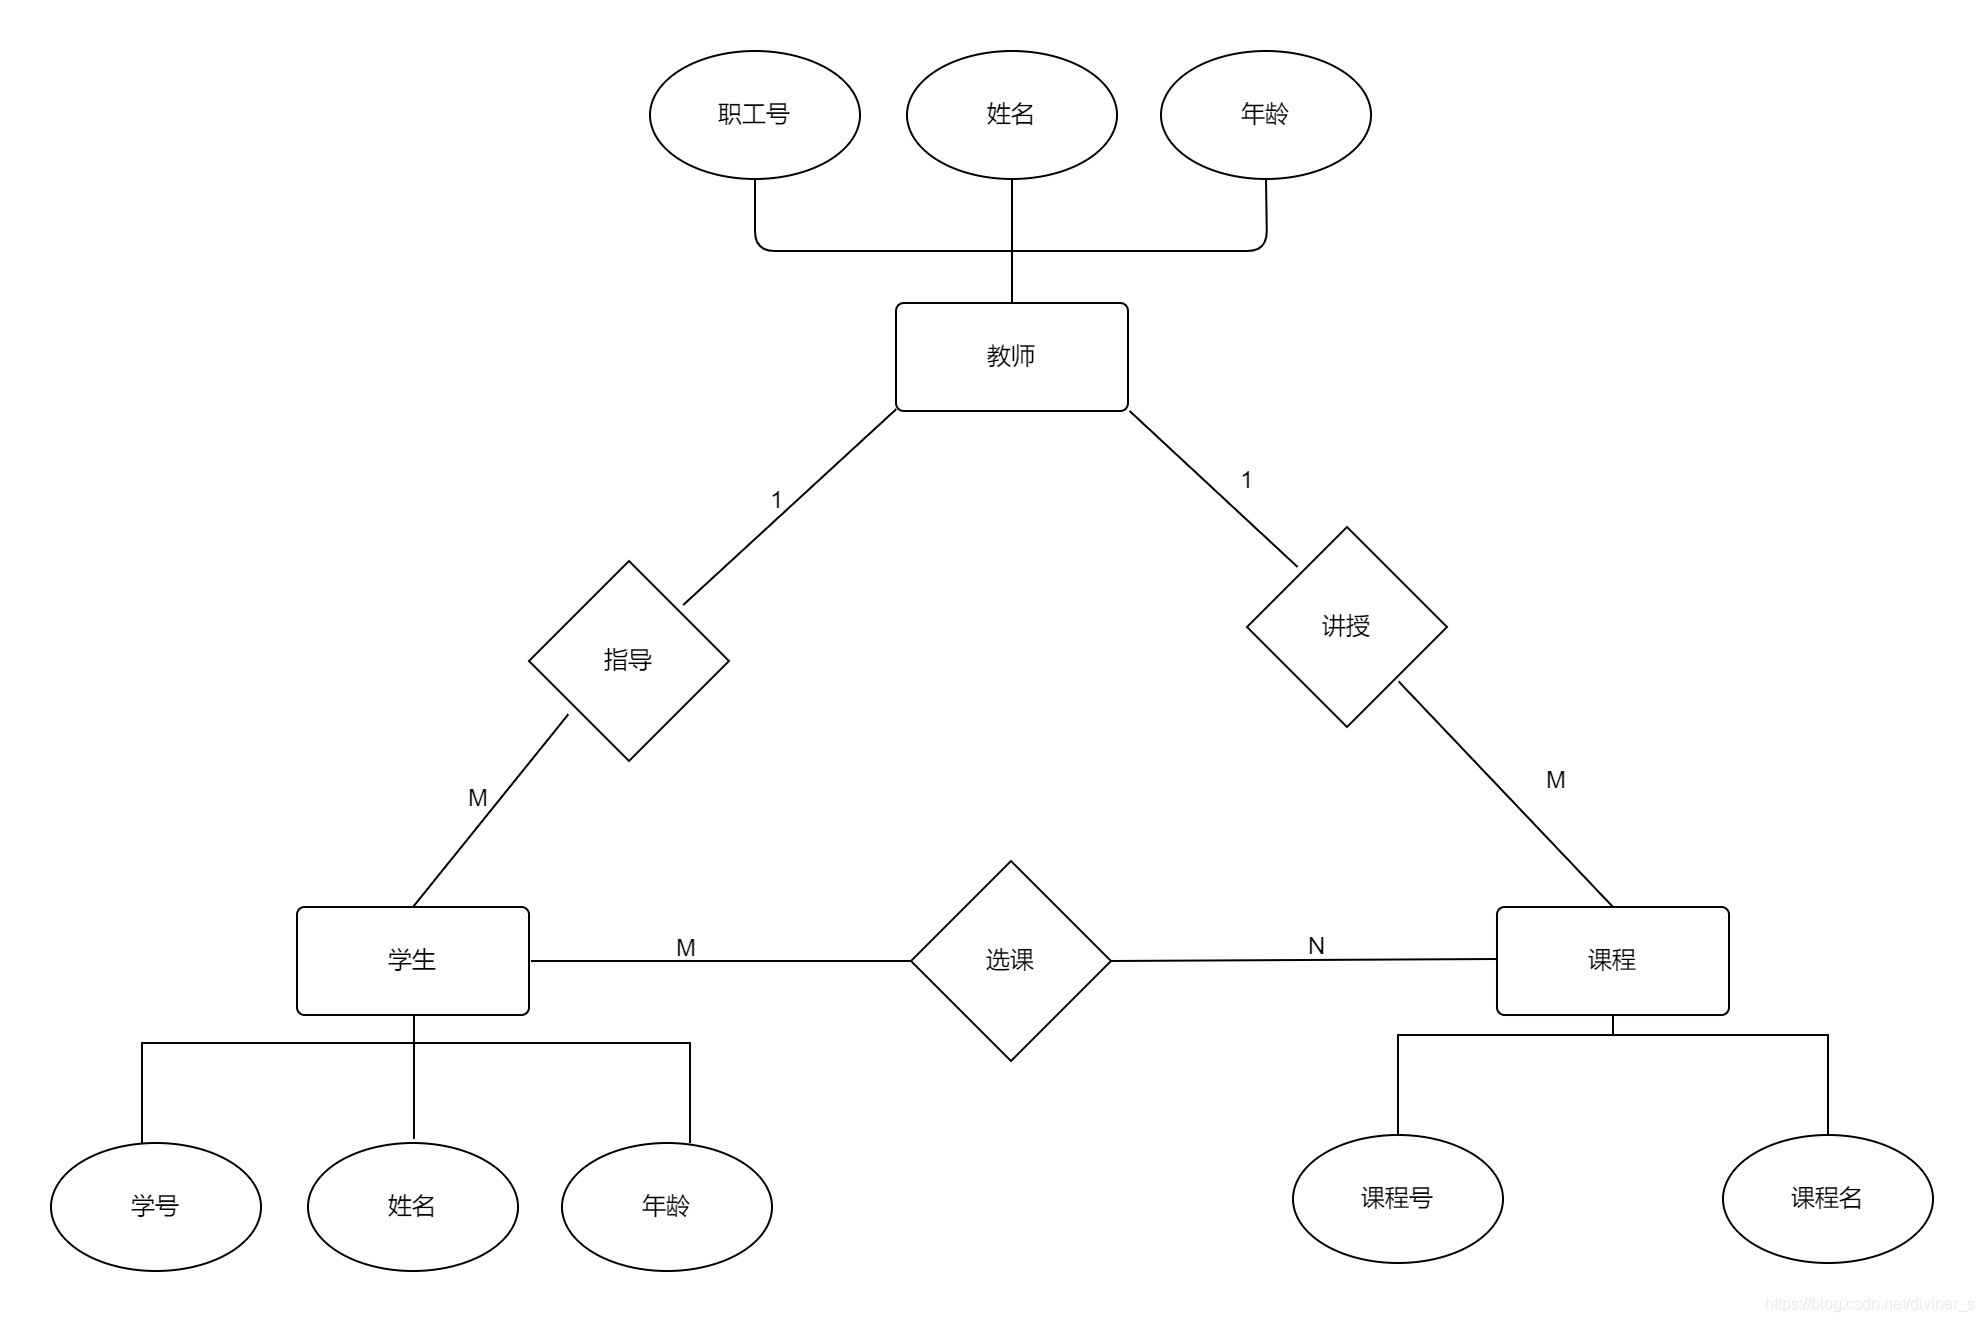 职工号
姓名
年龄
教师
1
1
指导
讲授
M
M
学生
M
选课
N
课程
学号
姓名
年龄
课程号
课程名
https://blog.csdn.net/diviner_s